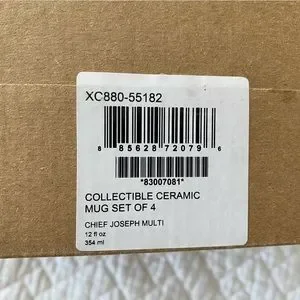 XC880-55182
8 85628 72079 6
*83007081*
COLLECTIBLE CERAMIC
MUG SET OF 4
CHIEF JOSEPH MULTI
12 fl oz
354 ml